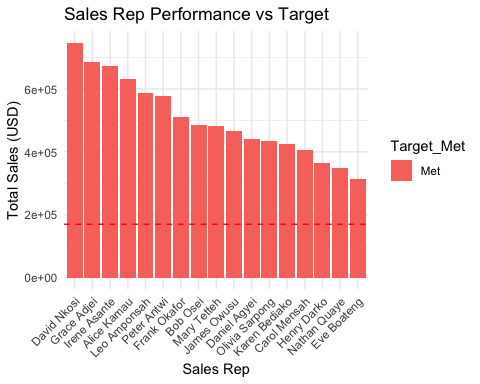 Sales Rep Performance vs Target
Total Sales (USD)
6e+05
4e+05
2e+05
0e+00
David Nkosi
Grace Adjei
Irene Asante
Alice Kamau
Leo Amponsah
Peter Antwi
Frank Okafor
Bob Osei
Mary Tetteh
James Owusu
Daniel Agyei
Olivia Sarpong
Karen Bediako
Carol Mensah
Henry Darko
Nathan Quaye
Eve Boateng
Sales Rep
Target_Met
Met